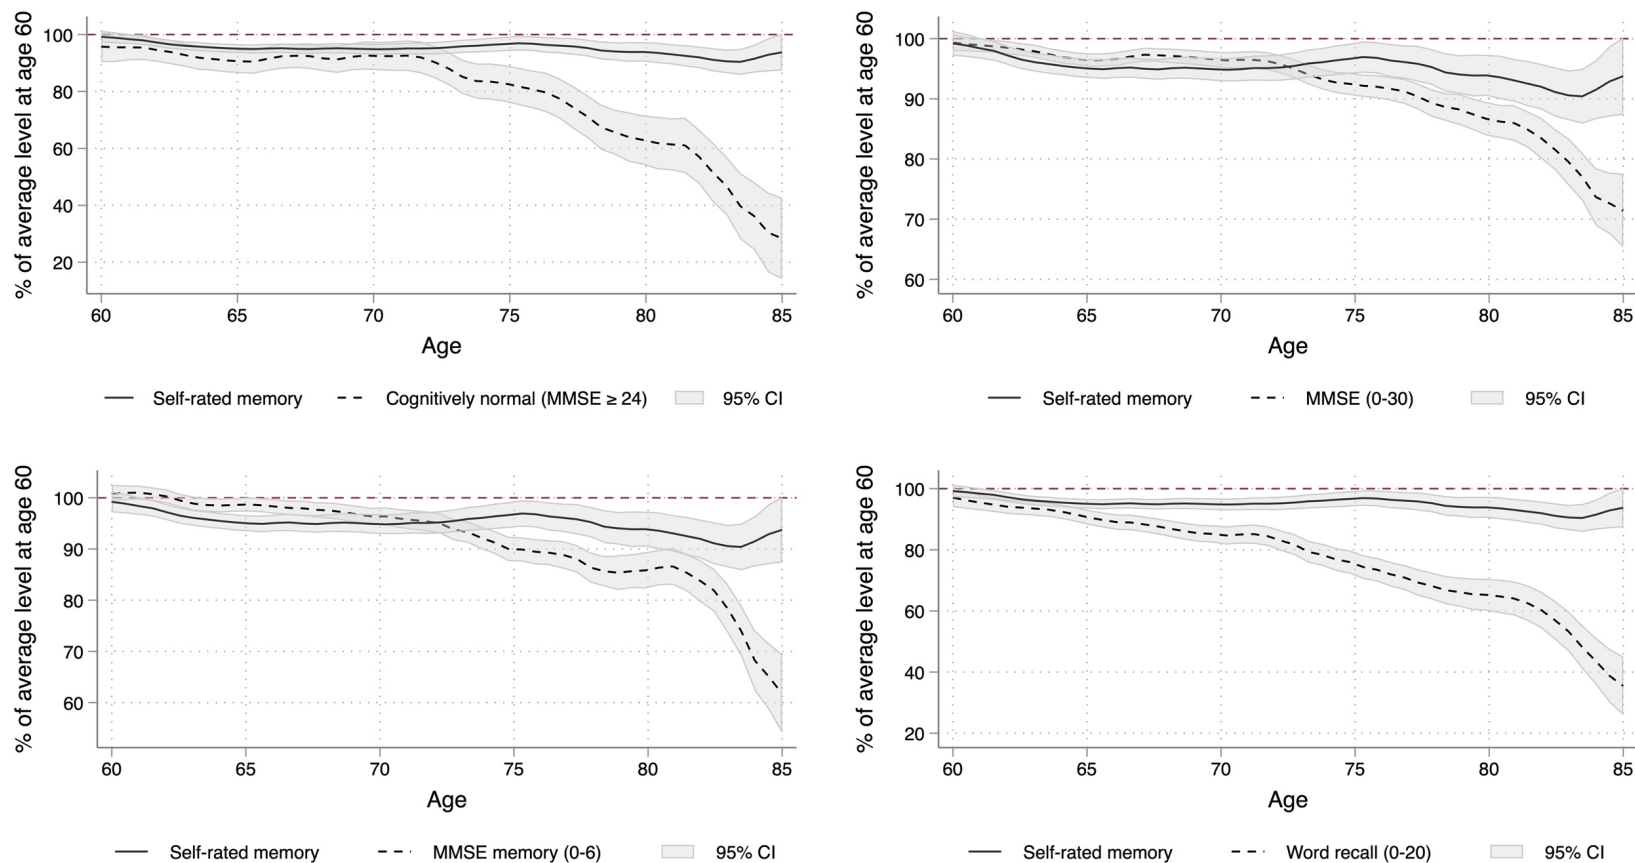 % of average level at age 60
100
80
60
40
20
60 65 70 75 80 85
Age
Self-rated memory Cognitively normal (MMSE ≥ 24) 95% CI
% of average level at age 60
100
90
80
70
60
60 65 70 75 80 85
Age
Self-rated memory MMSE (0-30) 95% CI
% of average level at age 60
100
90
80
70
60
60 65 70 75 80 85
Age
Self-rated memory MMSE memory (0-6) 95% CI
% of average level at age 60
100
80
60
40
20
60 65 70 75 80 85
Age
Self-rated memory Word recall (0-20) 95% CI